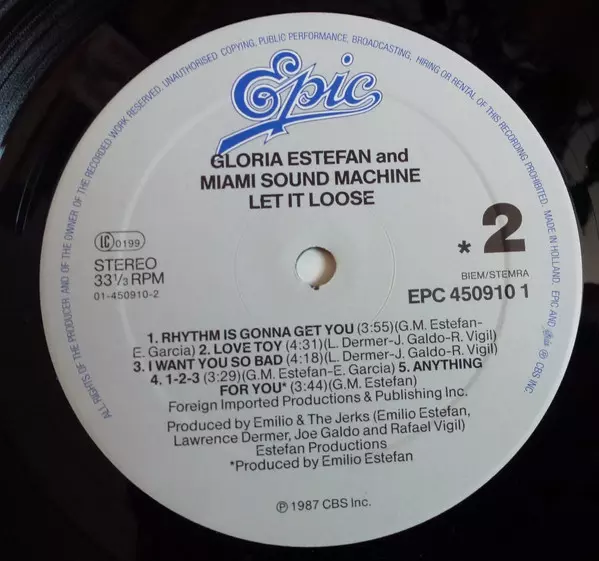 ALL RIGHTS OF THE PRODUCER AND OF THE OWNER OF THE RECORDED WORK RESERVED. UNAUTHORISED COPYING, PUBLIC PERFORMANCE, BROADCASTING, HIRING OR RENTAL OF THIS RECORDING PROHIBITED. MADE IN HOLLAND. EPIC AND Epic ℗ CBS INC.
Epic
GLORIA ESTEFAN and
MIAMI SOUND MACHINE
LET IT LOOSE
LC 0199
STEREO
33 1/3 RPM
01-450910-2
* 2
BIEM/STEMRA
EPC 450910 1
1. RHYTHM IS GONNA GET YOU (3:55)(G.M. Estefan-
E. Garcia) 2. LOVE TOY (4:31)(L. Dermer-J. Galdo-R. Vigil)
3. I WANT YOU SO BAD (4:18)(L. Dermer-J. Galdo-R. Vigil)
4. 1-2-3 (3:29)(G.M. Estefan-E. Garcia) 5. ANYTHING
FOR YOU* (3:44)(G.M. Estefan)
Foreign Imported Productions & Publishing Inc.
Produced by Emilio & The Jerks (Emilio Estefan,
Lawrence Dermer, Joe Galdo and Rafael Vigil)
Estefan Productions
*Produced by Emilio Estefan
℗ 1987 CBS Inc.